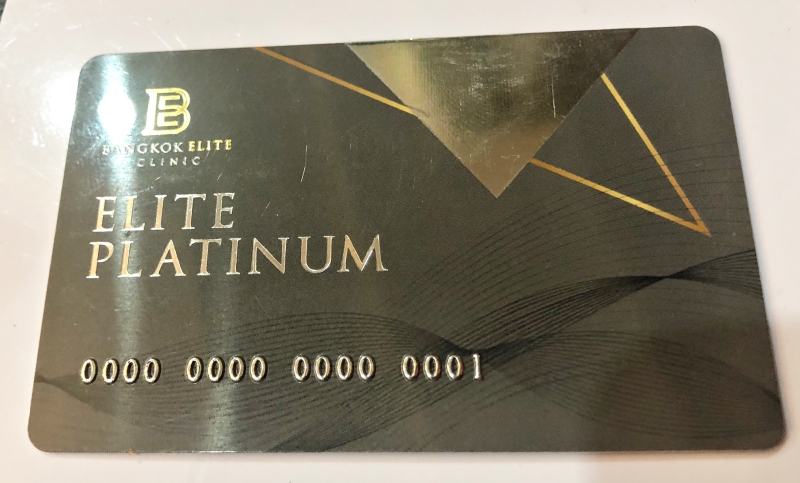 BE
BANGKOK ELITE
CLINIC
ELITE
PLATINUM
0000 0000 0000 0001